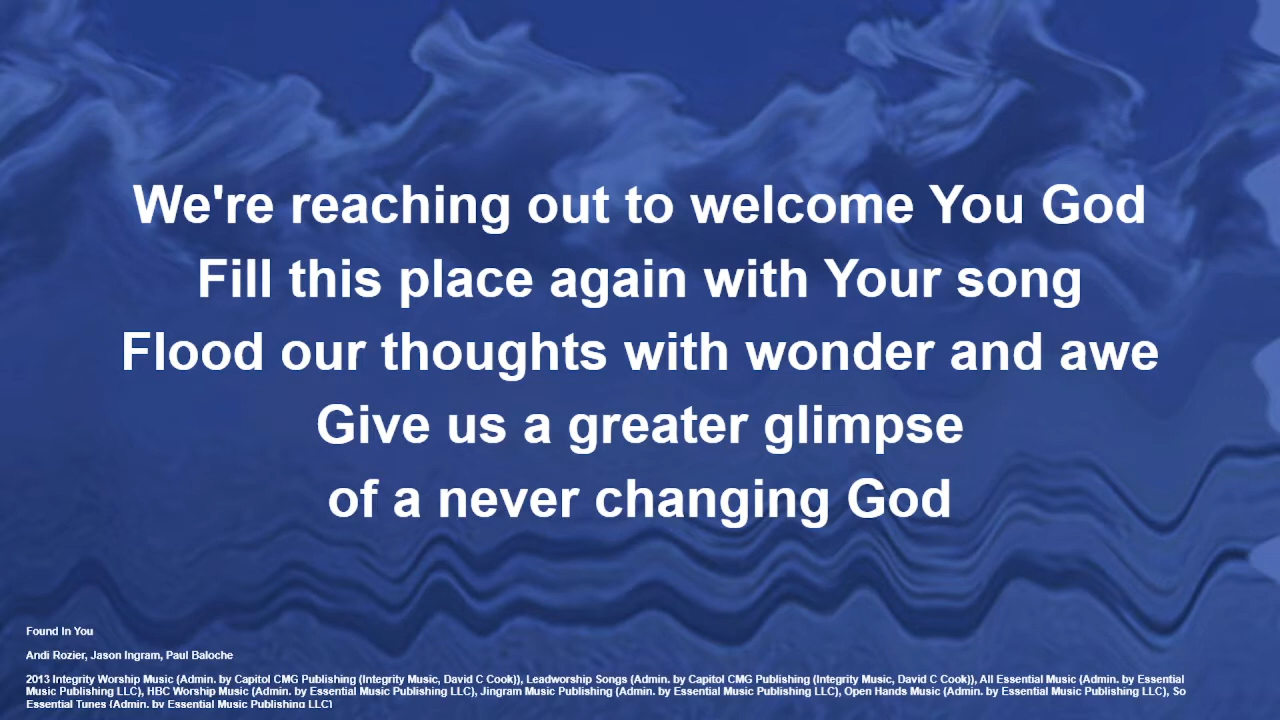 We're reaching out to welcome You God
Fill this place again with Your song
Flood our thoughts with wonder and awe
Give us a greater glimpse
of a never changing God
Found In You
Andi Rozier, Jason Ingram, Paul Baloche
2013 Integrity Worship Music (Admin. by Capitol CMG Publishing (Integrity Music, David C Cook)), Leadworship Songs (Admin. by Capitol CMG Publishing (Integrity Music, David C Cook)), All Essential Music (Admin. by Essential
Music Publishing LLC), HBC Worship Music (Admin. by Essential Music Publishing LLC), Jingram Music Publishing (Admin. by Essential Music Publishing LLC), Open Hands Music (Admin. by Essential Music Publishing LLC), So
Essential Tunes (Admin. by Essential Music Publishing LLC)